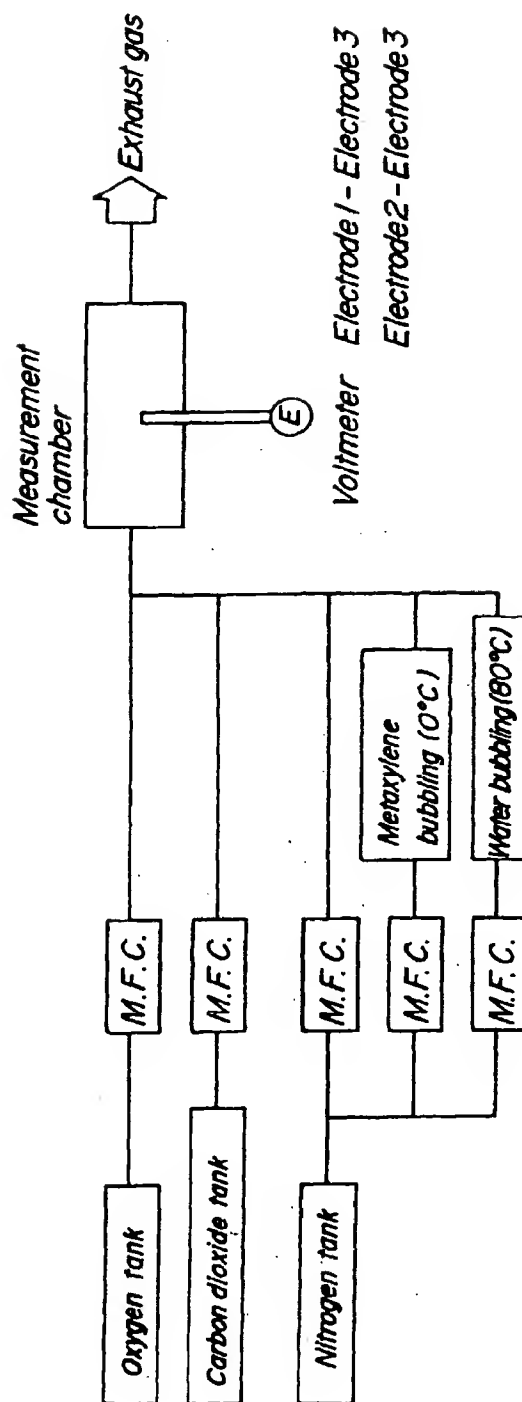 Oxygen tank
M.F.C.
Measurement
chamber
Exhaust gas
E
Carbon dioxide tank
M.F.C.
Voltmeter Electrode 1 - Electrode 3
Electrode 2 - Electrode 3
Nitrogen tank
M.F.C.
M.F.C.
Metaxylene
bubbling (0°C)
M.F.C.
Water bubbling (80°C)